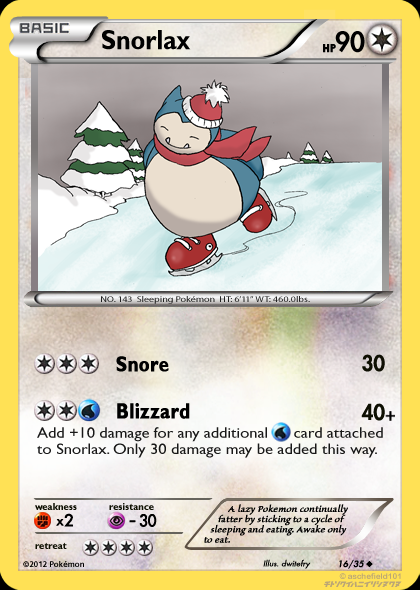 BASIC
Snorlax
HP90
NO. 143 Sleeping Pokémon HT: 6'11" WT: 460.0lbs.
Snore 30
Blizzard 40+
Add +10 damage for any additional card attached
to Snorlax. Only 30 damage may be added this way.
weakness
x2
resistance
- 30
retreat
A lazy Pokemon continually
fatter by sticking to a cycle of
sleeping and eating. Awake only
to eat.
©2012 Pokémon
Illus. dwitefry
16/35
© aschefield101